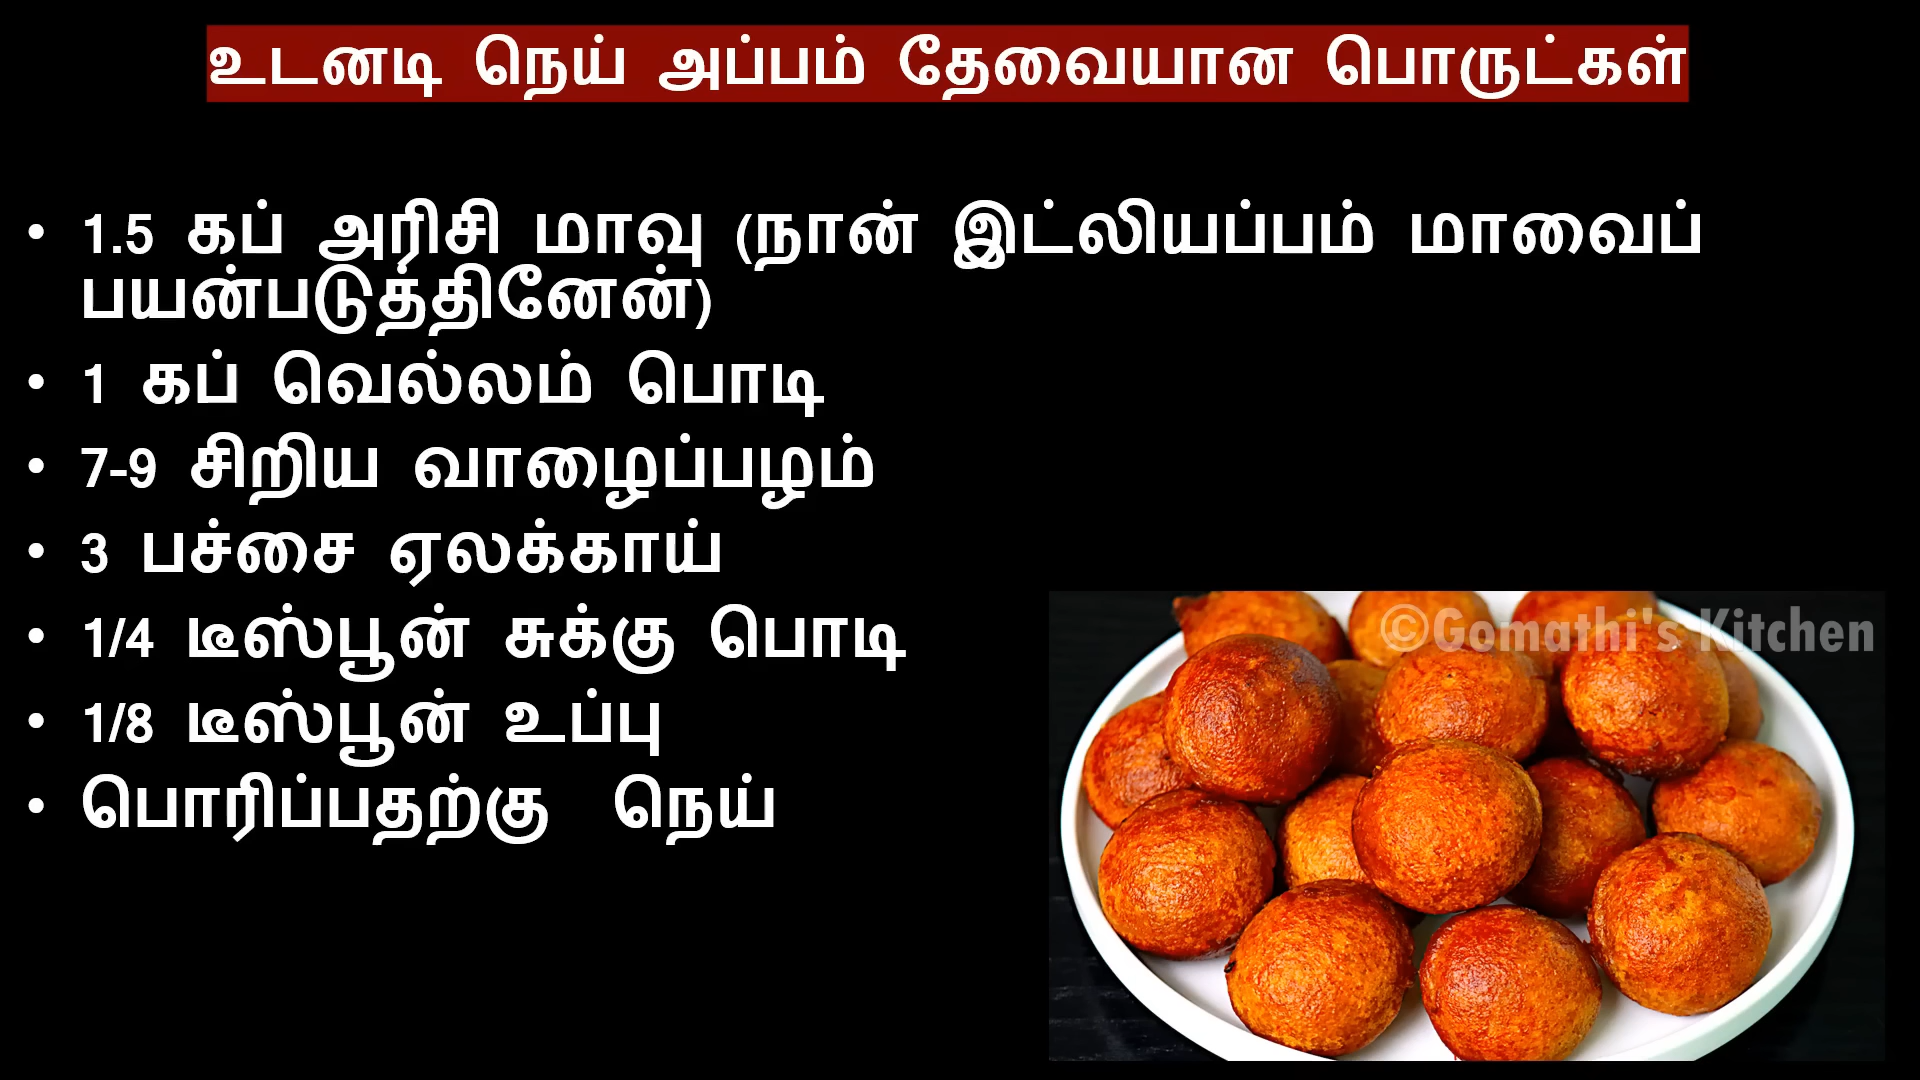 உடனடி நெய் அப்பம் தேவையான பொருட்கள்
• 1.5 கப் அரிசி மாவு (நான் இட்லியப்பம் மாவைப்
பயன்படுத்தினேன்)
• 1 கப் வெல்லம் பொடி
• 7-9 சிறிய வாழைப்பழம்
• 3 பச்சை ஏலக்காய்
• 1/4 டீஸ்பூன் சுக்கு பொடி
• 1/8 டீஸ்பூன் உப்பு
• பொரிப்பதற்கு நெய்
©Gomathi's Kitchen